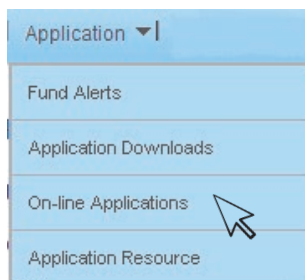 Application
Fund Alerts
Application Downloads
On-line Applications
Application Resource